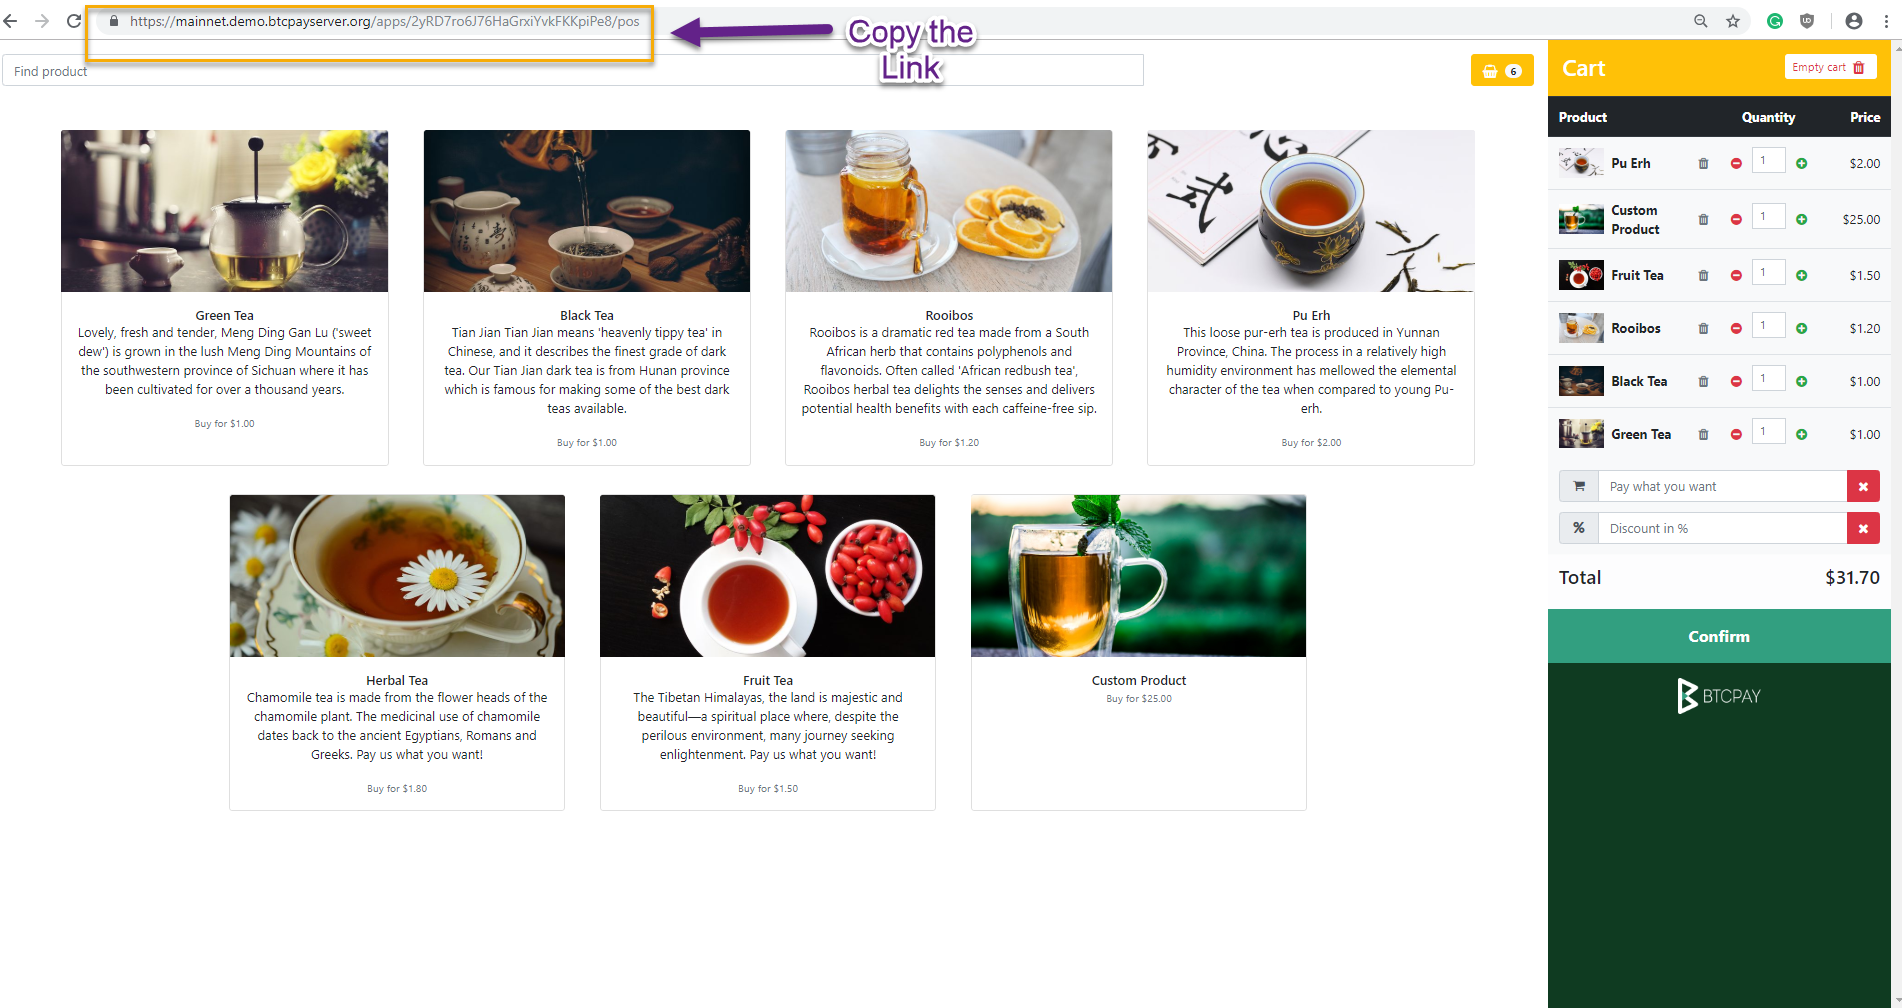 https://mainnet.demo.btcpayserver.org/apps/2yRD7ro6J76HaGrxiYvkFKKpiPe8/pos
Copy the
Link
Find product
6
Green Tea
Lovely, fresh and tender, Meng Ding Gan Lu ('sweet
dew') is grown in the lush Meng Ding Mountains of
the southwestern province of Sichuan where it has
been cultivated for over a thousand years.
Buy for $1.00
Black Tea
Tian Jian Tian Jian means 'heavenly tippy tea' in
Chinese, and it describes the finest grade of dark
tea. Our Tian Jian dark tea is from Hunan province
which is famous for making some of the best dark
teas available.
Buy for $1.00
Rooibos
Rooibos is a dramatic red tea made from a South
African herb that contains polyphenols and
flavonoids. Often called 'African redbush tea',
Rooibos herbal tea delights the senses and delivers
potential health benefits with each caffeine-free sip.
Buy for $1.20
Pu Erh
This loose pur-erh tea is produced in Yunnan
Province, China. The process in a relatively high
humidity environment has mellowed the elemental
character of the tea when compared to young Pu-
erh.
Buy for $2.00
Herbal Tea
Chamomile tea is made from the flower heads of the
chamomile plant. The medicinal use of chamomile
dates back to the ancient Egyptians, Romans and
Greeks. Pay us what you want!
Buy for $1.80
Fruit Tea
The Tibetan Himalayas, the land is majestic and
beautiful—a spiritual place where, despite the
perilous environment, many journey seeking
enlightenment. Pay us what you want!
Buy for $1.50
Custom Product
Buy for $25.00
Cart
Empty cart
Product Quantity Price
Pu Erh 1 $2.00
Custom
Product 1 $25.00
Fruit Tea 1 $1.50
Rooibos 1 $1.20
Black Tea 1 $1.00
Green Tea 1 $1.00
Pay what you want
% Discount in %
Total $31.70
Confirm
BTCPAY